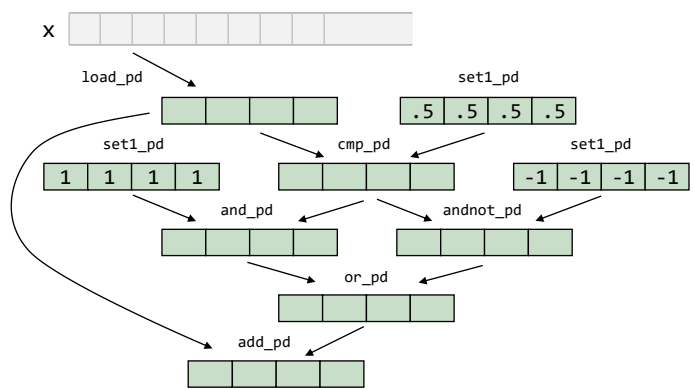 x
load_pd
set1_pd
.5 .5 .5 .5
set1_pd
cmp_pd
set1_pd
1 1 1 1
-1 -1 -1 -1
and_pd
andnot_pd
or_pd
add_pd